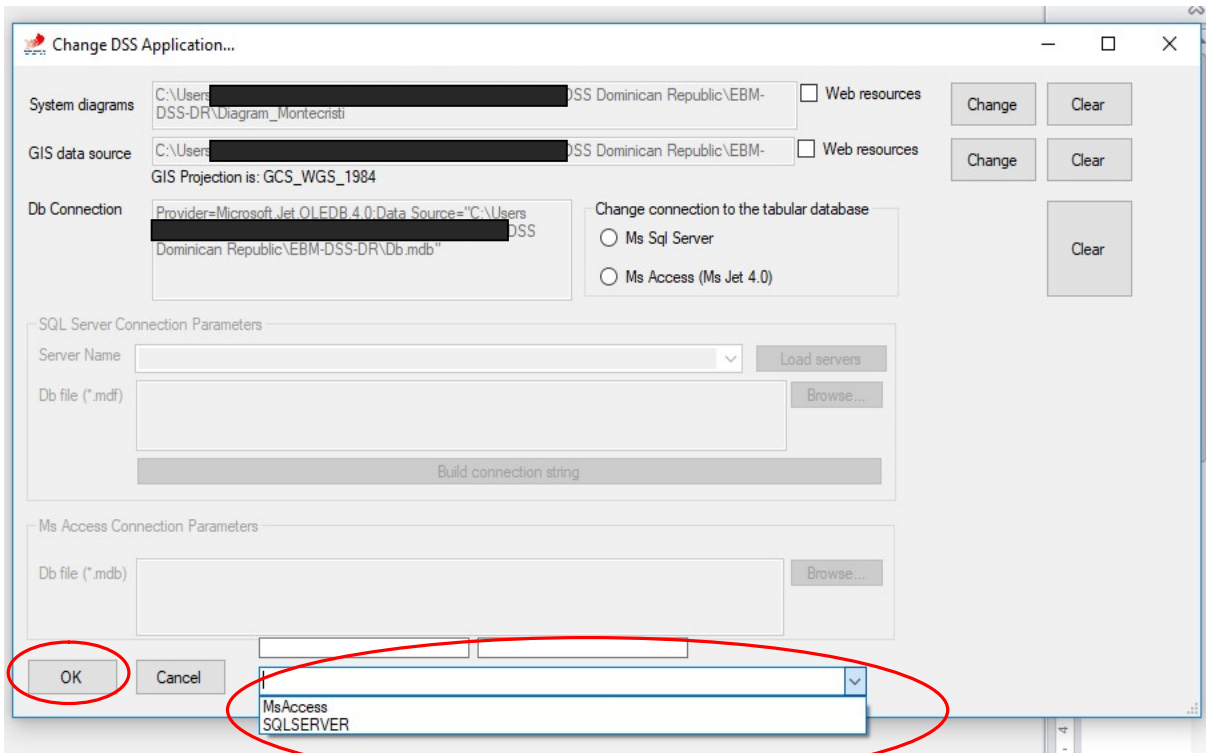 Change DSS Application...
System diagrams
C:\Users DSS Dominican Republic\EBM-
DSS-DR\Diagram_Montecristi
Web resources
Change
Clear
GIS data source
C:\Users DSS Dominican Republic\EBM-
Web resources
Change
Clear
GIS Projection is: GCS_WGS_1984
Db Connection
Provider=Microsoft.Jet.OLEDB.4.0;Data Source="C:\Users
DSS
Dominican Republic\EBM-DSS-DR\Db.mdb"
Change connection to the tabular database
Ms Sql Server
Ms Access (Ms Jet 4.0)
Clear
SQL Server Connection Parameters
Server Name
Load servers
Db file (*.mdf)
Browse...
Build connection string
Ms Access Connection Parameters
Db file (*.mdb)
Browse...
OK
Cancel
MsAccess
SQLSERVER
4